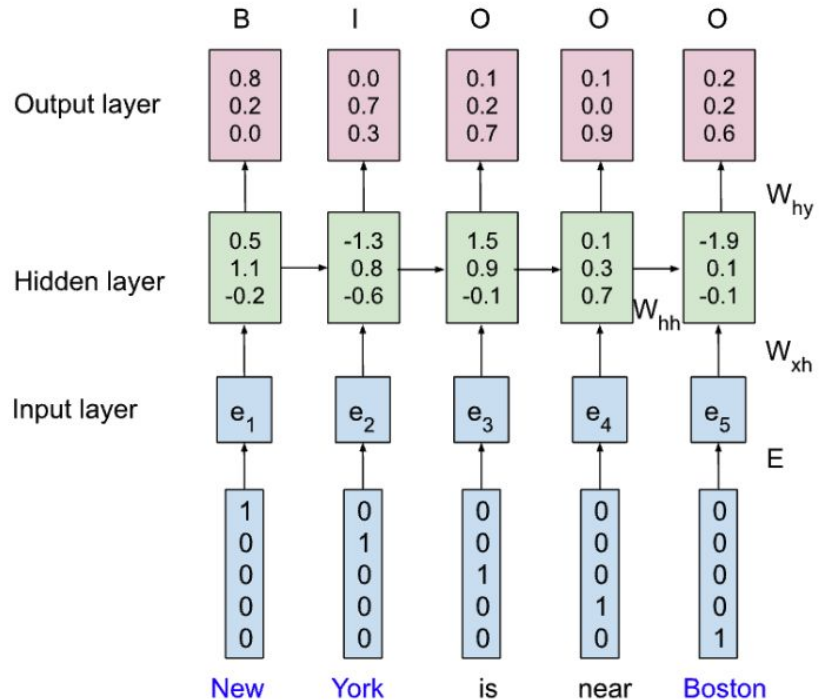 B I O O O
Output layer
0.8 0.0 0.1 0.1 0.2
0.2 0.7 0.2 0.0 0.2
0.0 0.3 0.7 0.9 0.6
W_hy
Hidden layer
0.5 -1.3 1.5 0.1 -1.9
1.1 0.8 0.9 0.3 0.1
-0.2 -0.6 -0.1 0.7 -0.1
W_hh
W_xh
Input layer
e_1 e_2 e_3 e_4 e_5
E
1 0 0 0 0
0 1 0 0 0
0 0 1 0 0
0 0 0 1 0
0 0 0 0 1
New York is near Boston